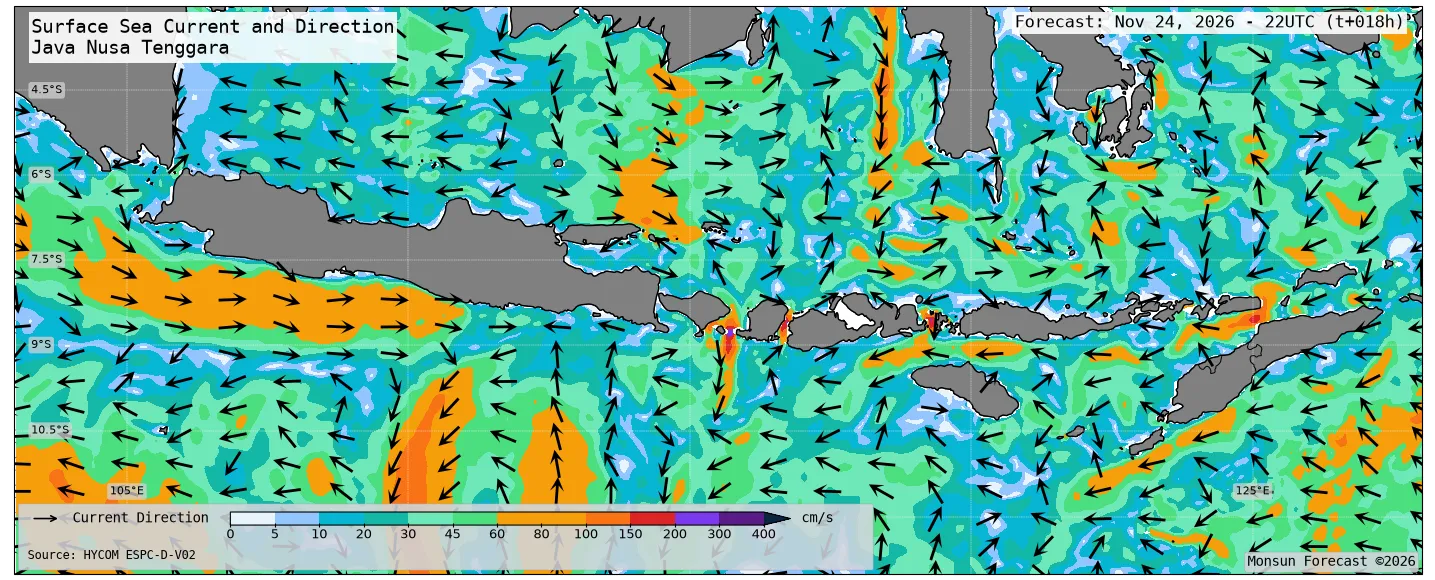 Surface Sea Current and Direction
Java Nusa Tenggara
Forecast: Nov 24, 2026 - 22UTC (t+018h)
4.5°S
6°S
7.5°S
9°S
10.5°S
105°E
125°E
Current Direction
0 5 10 20 30 45 60 80 100 150 200 300 400
cm/s
Source: HYCOM ESPC-D-V02
Monsun Forecast ©2026